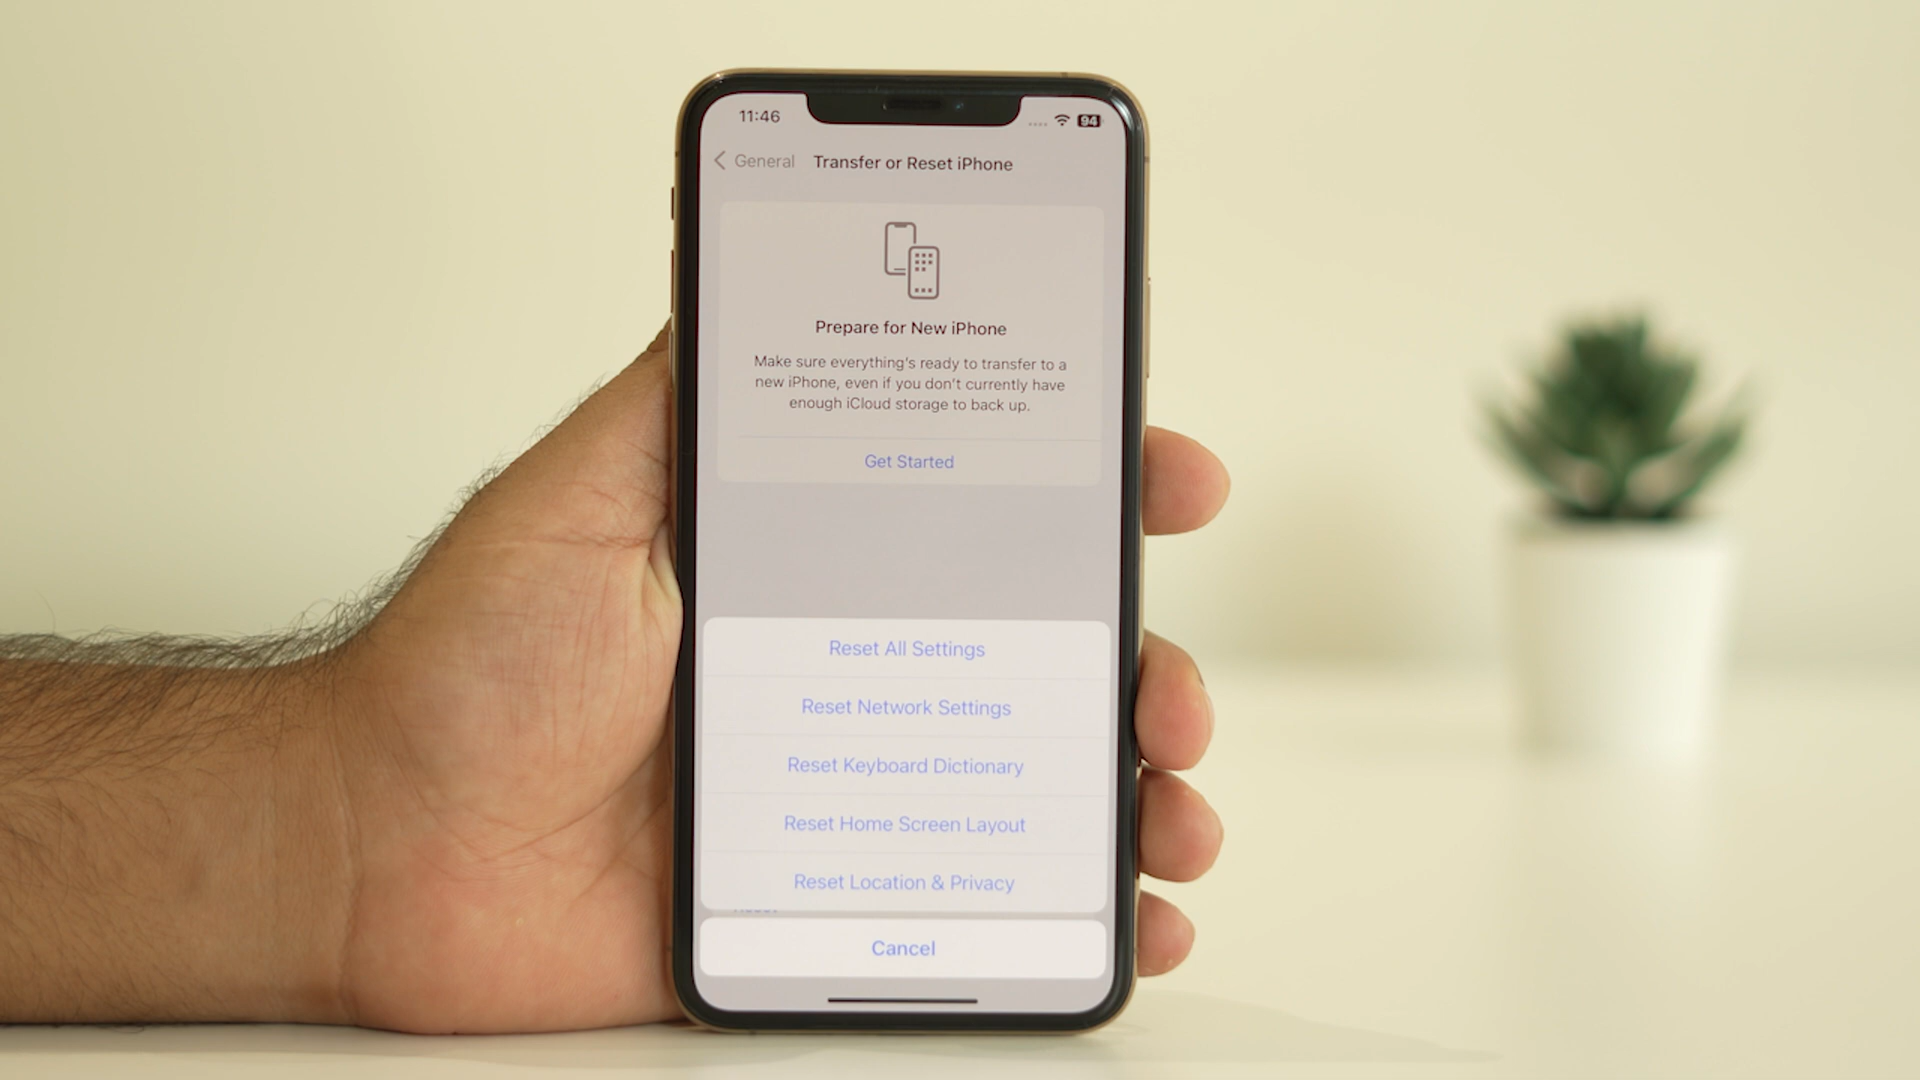 11:46
94
General Transfer or Reset iPhone
Prepare for New iPhone
Make sure everything's ready to transfer to a
new iPhone, even if you don't currently have
enough iCloud storage to back up.
Get Started
Reset All Settings
Reset Network Settings
Reset Keyboard Dictionary
Reset Home Screen Layout
Reset Location & Privacy
Cancel